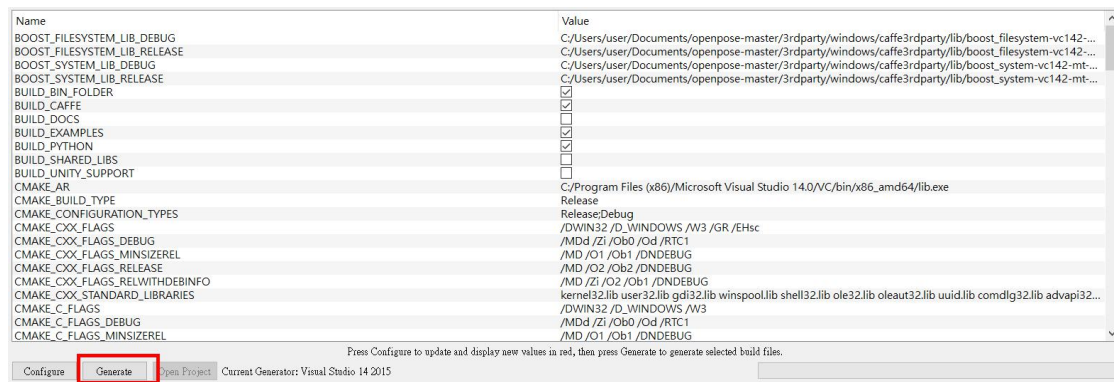 Name Value
BOOST_FILESYSTEM_LIB_DEBUG C:/Users/user/Documents/openpose-master/3rdparty/windows/caffe3rdparty/lib/boost_filesystem-vc142-...
BOOST_FILESYSTEM_LIB_RELEASE C:/Users/user/Documents/openpose-master/3rdparty/windows/caffe3rdparty/lib/boost_filesystem-vc142-...
BOOST_SYSTEM_LIB_DEBUG C:/Users/user/Documents/openpose-master/3rdparty/windows/caffe3rdparty/lib/boost_system-vc142-mt-...
BOOST_SYSTEM_LIB_RELEASE C:/Users/user/Documents/openpose-master/3rdparty/windows/caffe3rdparty/lib/boost_system-vc142-mt-...
BUILD_BIN_FOLDER
BUILD_CAFFE
BUILD_DOCS
BUILD_EXAMPLES
BUILD_PYTHON
BUILD_SHARED_LIBS
BUILD_UNITY_SUPPORT
CMAKE_AR C:/Program Files (x86)/Microsoft Visual Studio 14.0/VC/bin/x86_amd64/lib.exe
CMAKE_BUILD_TYPE Release
CMAKE_CONFIGURATION_TYPES Release;Debug
CMAKE_CXX_FLAGS /DWIN32 /D_WINDOWS /W3 /GR /EHsc
CMAKE_CXX_FLAGS_DEBUG /MDd /Zi /Ob0 /Od /RTC1
CMAKE_CXX_FLAGS_MINSIZEREL /MD /O1 /Ob1 /DNDEBUG
CMAKE_CXX_FLAGS_RELEASE /MD /O2 /Ob2 /DNDEBUG
CMAKE_CXX_FLAGS_RELWITHDEBINFO /MD /Zi /O2 /Ob1 /DNDEBUG
CMAKE_CXX_STANDARD_LIBRARIES kernel32.lib user32.lib gdi32.lib winspool.lib shell32.lib ole32.lib oleaut32.lib uuid.lib comdlg32.lib advapi32...
CMAKE_C_FLAGS /DWIN32 /D_WINDOWS /W3
CMAKE_C_FLAGS_DEBUG /MDd /Zi /Ob0 /Od /RTC1
CMAKE_C_FLAGS_MINSIZEREL /MD /O1 /Ob1 /DNDEBUG
Press Configure to update and display new values in red, then press Generate to generate selected build files.
Configure Generate Open Project Current Generator: Visual Studio 14 2015